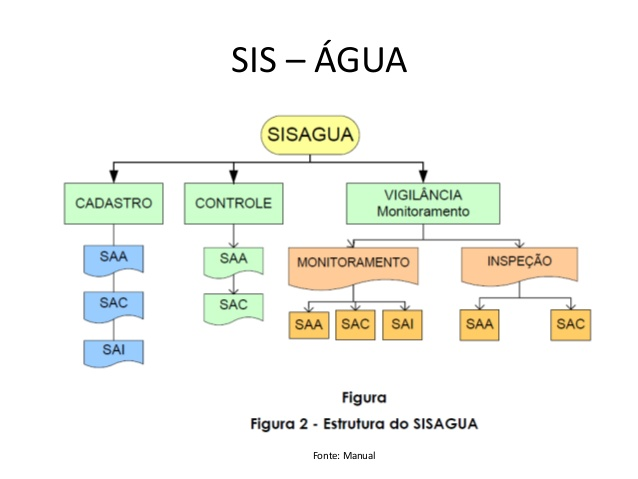 SIS – ÁGUA
SISAGUA
CADASTRO
CONTROLE
VIGILÂNCIA
Monitoramento
SAA
SAC
SAI
SAA
SAC
MONITORAMENTO
INSPEÇÃO
SAA
SAC
SAI
SAA
SAC
Figura
Figura 2 - Estrutura do SISAGUA
Fonte: Manual